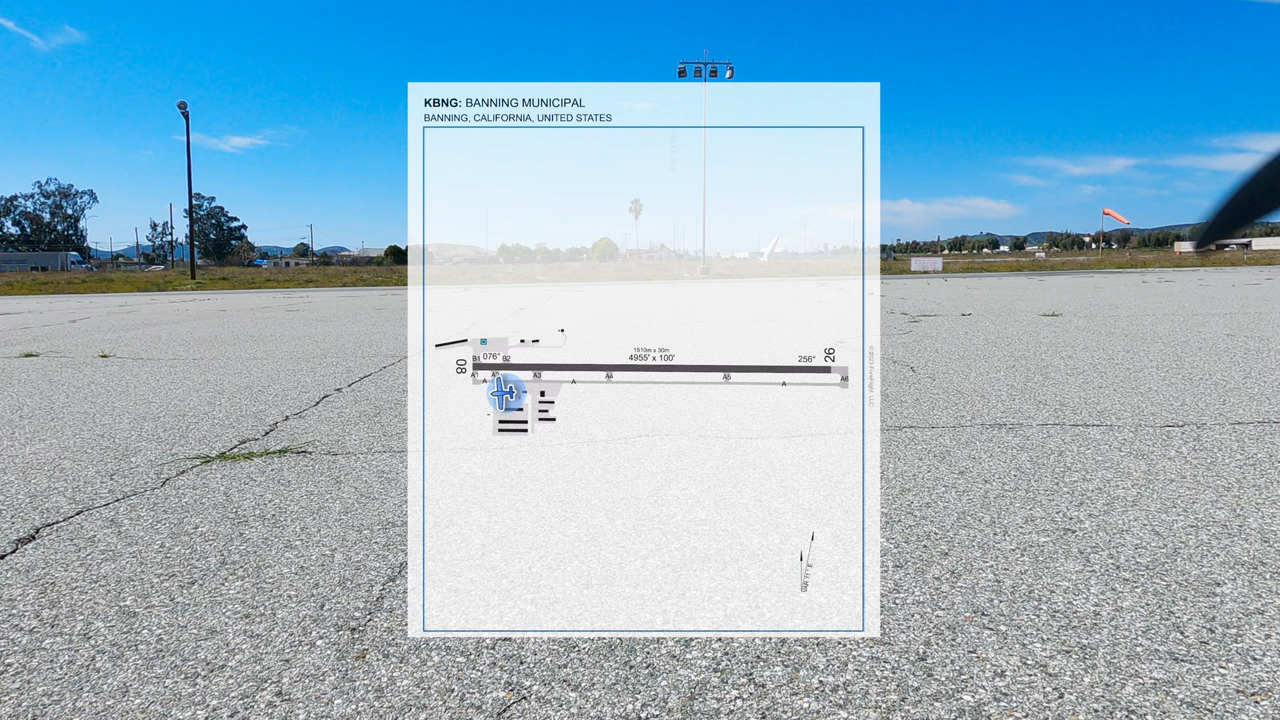 KBNG: BANNING MUNICIPAL
BANNING, CALIFORNIA, UNITED STATES
1510m x 30m
4955' x 100'
08
B1
076°
B2
256°
26
A1
A2
A3
A4
A5
A6
A
A
A